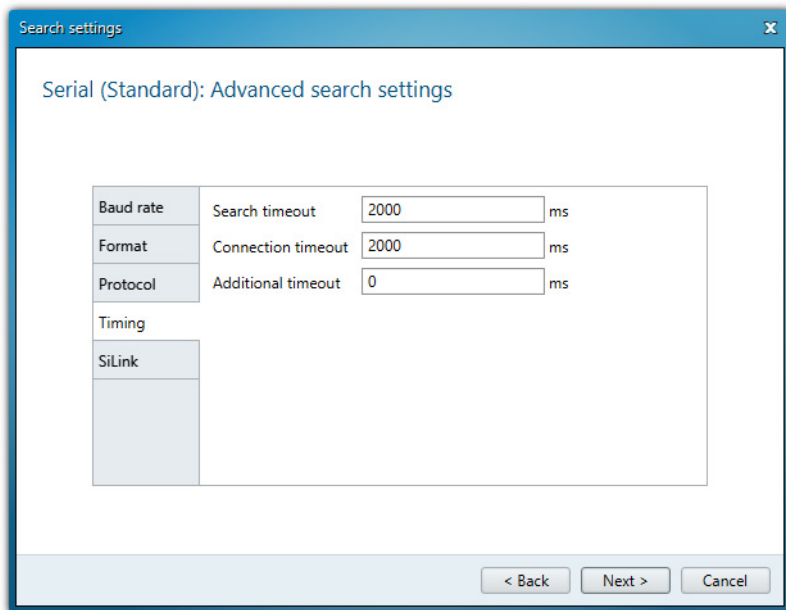 Search settings x
Serial (Standard): Advanced search settings
Baud rate
Format
Protocol
Timing
SiLink
Search timeout 2000 ms
Connection timeout 2000 ms
Additional timeout 0 ms
< Back Next > Cancel